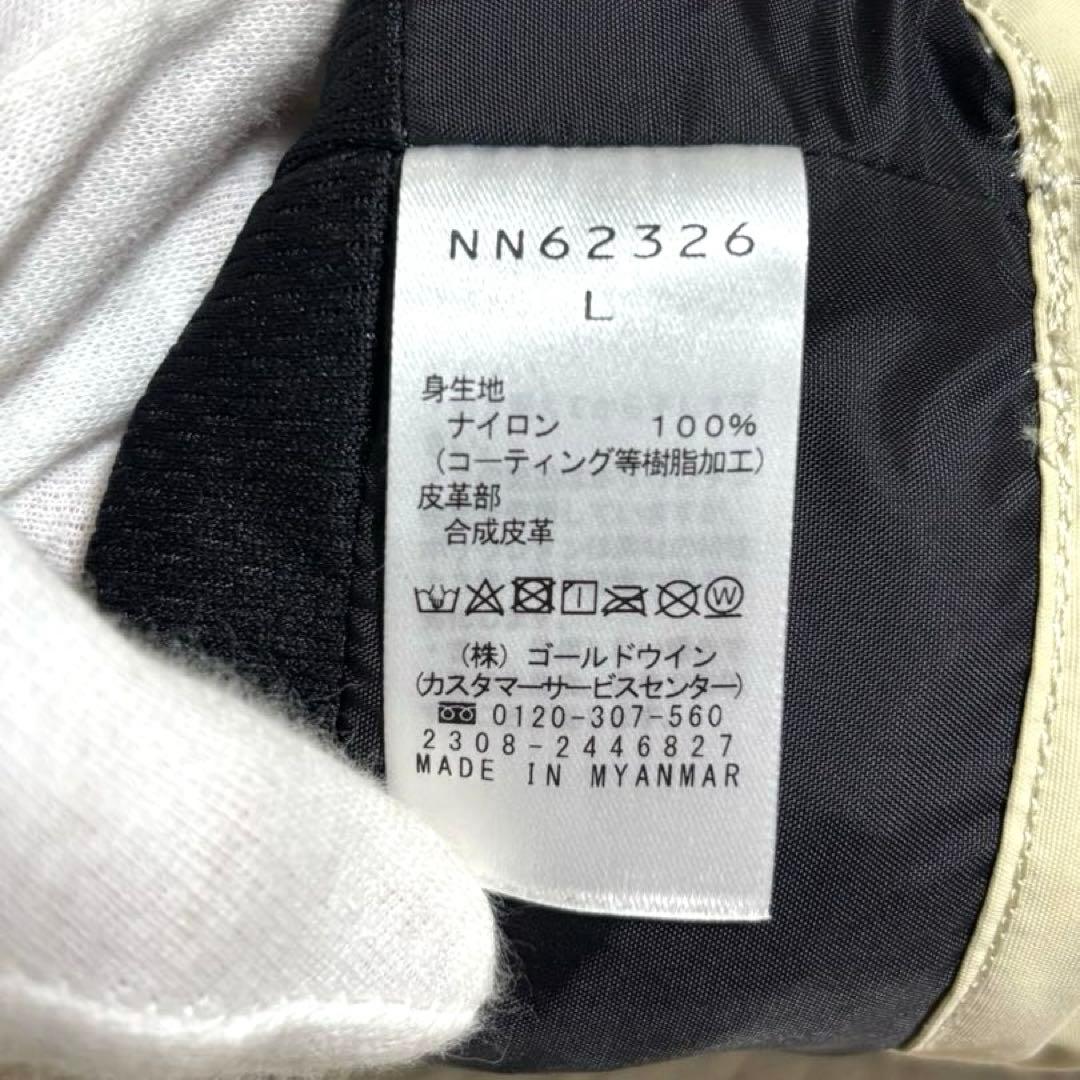 NN62326
L
身生地
ナイロン 100%
(コーティング等樹脂加工)
皮革部
合成皮革
W
(株) ゴールドウイン
(カスタマーサービスセンター)
0120-307-560
2308-2446827
MADE IN MYANMAR